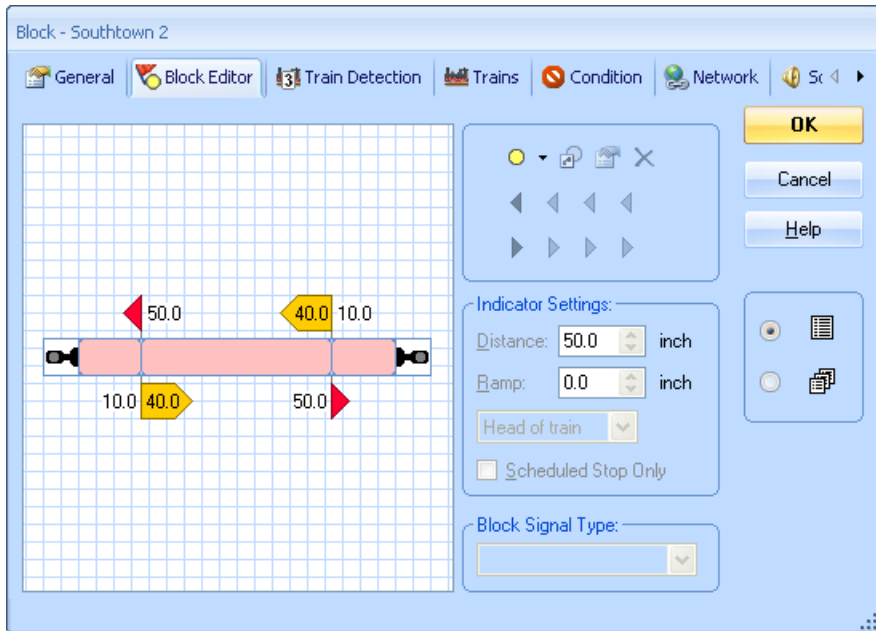 Block - Southtown 2
General Block Editor 3 Train Detection Trains Condition Network Sc
OK
Cancel
Help
50.0 40.0 10.0
10.0 40.0 50.0
Indicator Settings:
Distance: 50.0 inch
Ramp: 0.0 inch
Head of train
Scheduled Stop Only
Block Signal Type: